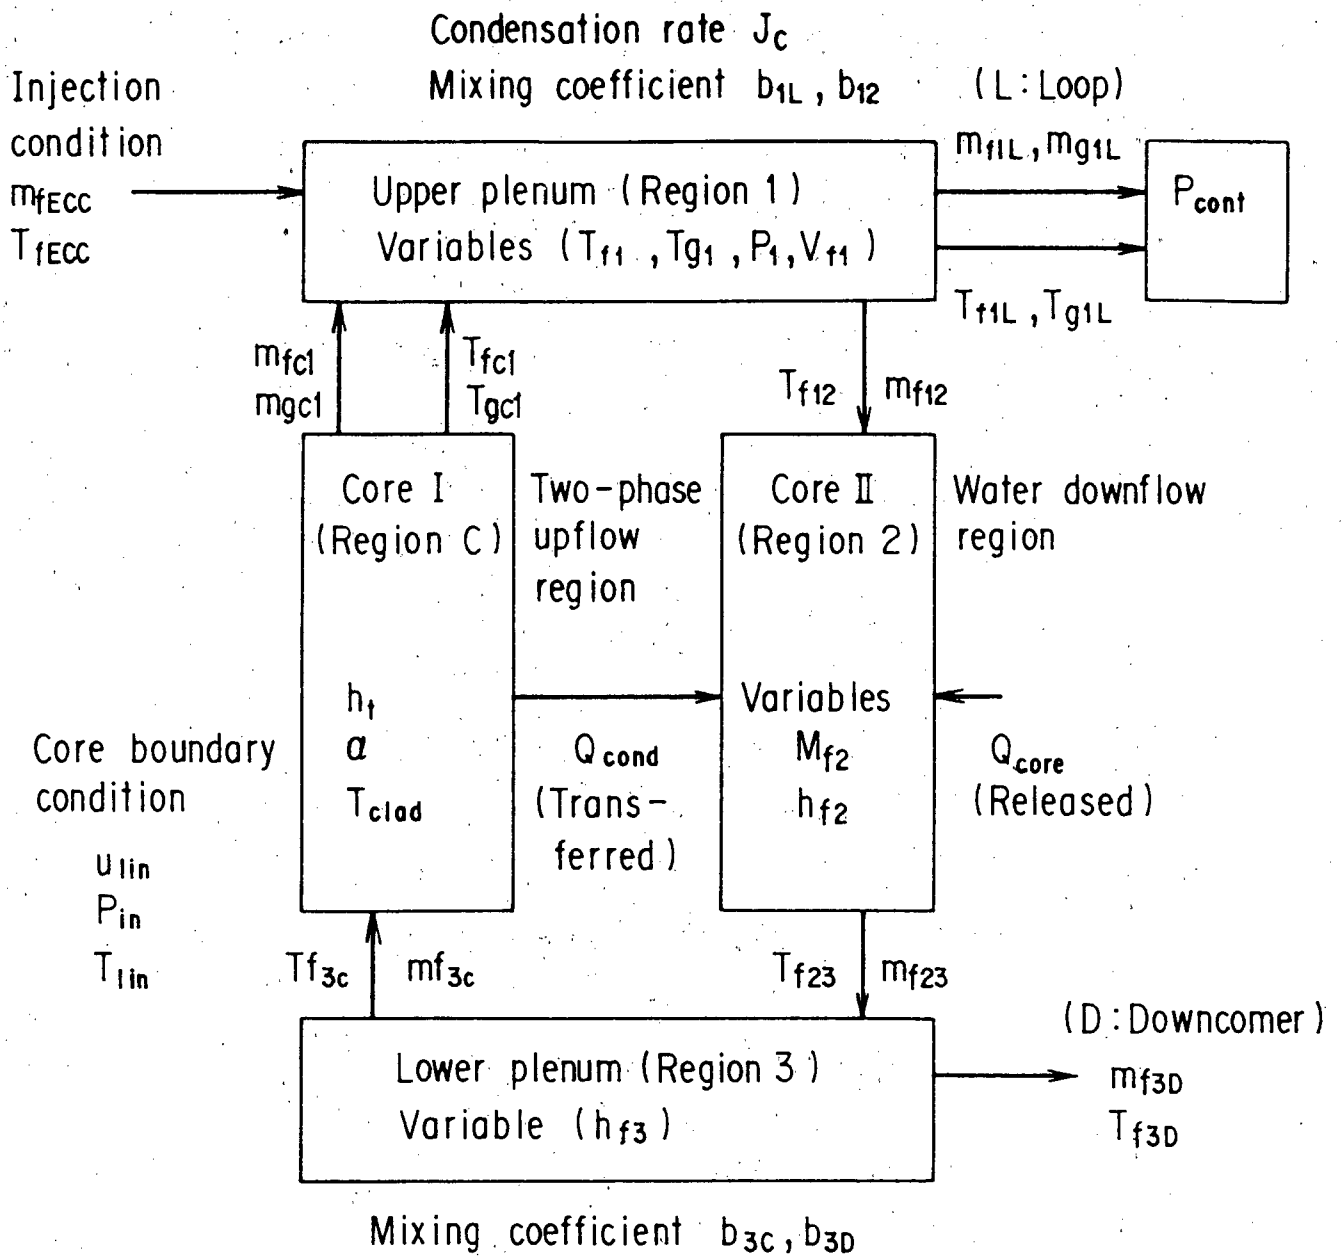 Condensation rate J_c
Mixing coefficient b_1L, b_12
(L: Loop)
Injection
condition
m_fECC
T_fECC
m_f1L, m_g1L
Upper plenum (Region 1)
Variables (T_f1, Tg_1, P_1, V_f1)
P_cont
T_f1L, T_g1L
m_fc1
mgc1
T_fc1
T_gc1
T_f12
m_f12
Core I
(Region C)
Two-phase
upflow
region
Core II
(Region 2)
Water downflow
region
h_t
α
T_clad
Q_cond
(Trans-
ferred)
Variables
M_f2
h_f2
Q_core
(Released)
Core boundary
condition
u_lin
P_in
T_lin
Tf_3c
mf_3c
T_f23
m_f23
(D: Downcomer)
m_f3D
T_f3D
Lower plenum (Region 3)
Variable (h_f3)
Mixing coefficient b_3C, b_3D